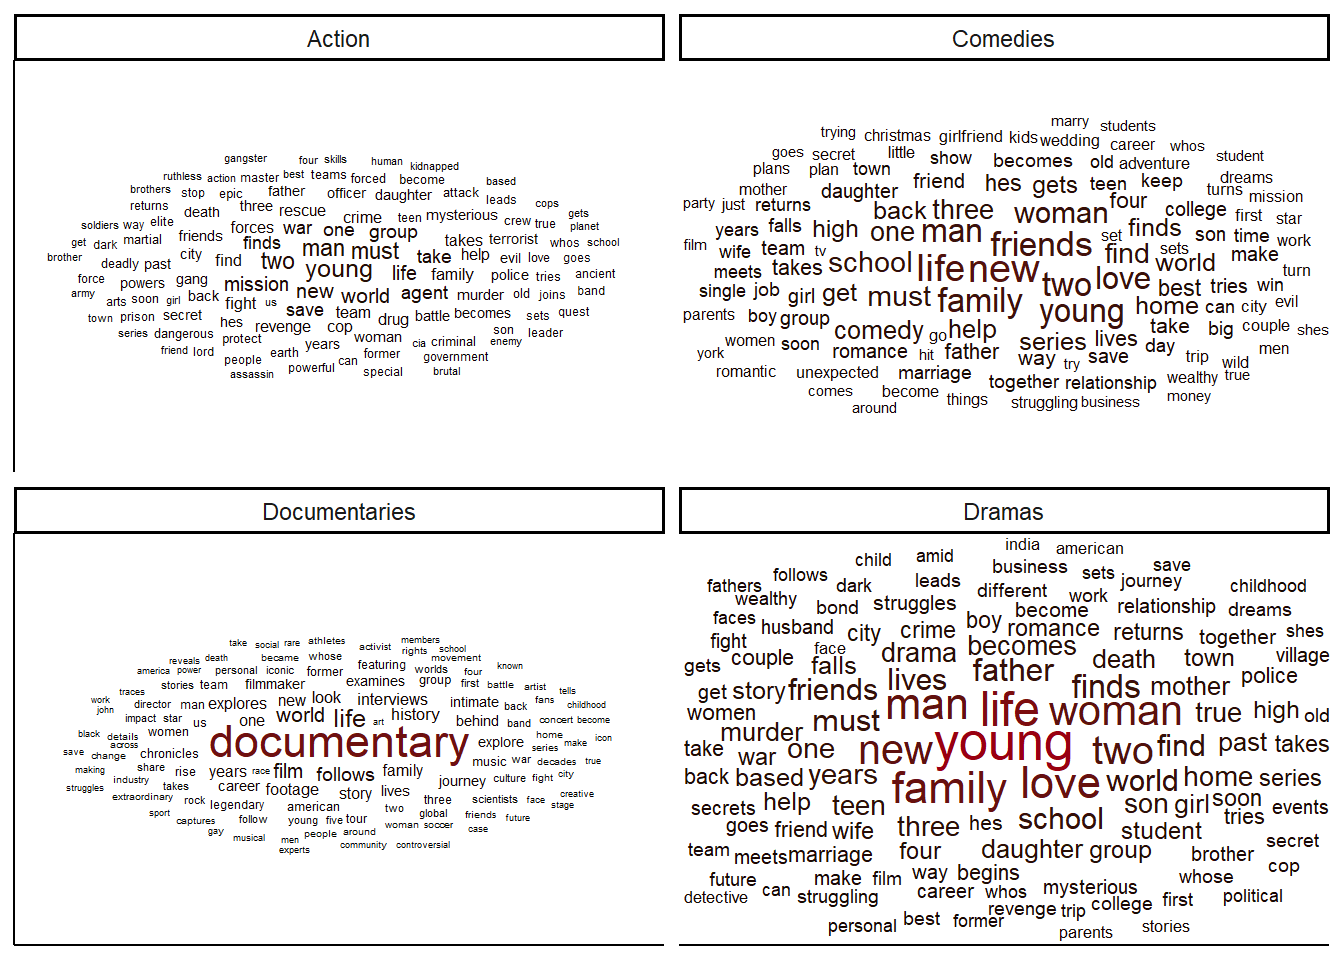 Action
gangster four skills human kidnapped
ruthless action master best teams forced become based
brothers stop epic father officer daughter attack leads cops
returns death three rescue crime teen mysterious crew true gets
soldiers way elite forces war one group planet
get dark martial friends finds man must takes terrorist whos school
brother deadly past city find two young life take help evil love goes
force powers gang mission family police tries ancient
army arts soon girl back fight us new world agent murder old joins band
town prison secret save team drug battle becomes sets quest
series dangerous hes revenge cop woman son leader
friend lord protect years cia criminal enemy
people earth can former government
assassin powerful special brutal
Comedies
marry students
trying christmas girlfriend kids wedding career whos
goes secret little show becomes old adventure student
plans plan town friend hes gets teen keep dreams
mother daughter turns mission
party just returns back three woman four college first star
years falls high one man friends set finds son time work
film wife team tv find sets
meets takes school life new two love world make turn
single job girl get must family best tries win
parents boy group young home can city evil
women soon comedy go help series lives take big couple shes
york romance hit father way try save day trip men
romantic unexpected marriage together relationship wealthy true wild
comes become things struggling business money
around
Documentaries
take social rare athletes activist members rights school
reveals death became whose movement
america power personal iconic former featuring worlds four known
stories team filmmaker examines group first battle artist tells
work traces new look interviews intimate back fans childhood
john director man explores
impact star us one world life art history behind band concert become
black details women documentary explore home icon
save across chronicles series make
change music war decades true
making share rise years race film follows family journey culture fight city
struggles industry takes career footage story lives creative
extraordinary rock legendary american two three scientists face stage
sport captures follow young five tour global friends future
gay musical men people around woman soccer case
experts community controversial
Dramas
india american
child amid business sets save
fathers follows dark leads different journey childhood
wealthy bond struggles work relationship dreams
faces husband city crime boy become romance returns together shes
fight face becomes village
gets couple falls drama father death town police
get story friends lives finds mother
women must man life woman true high old
murder
take war one new young two find past takes
back based years family love world home series
secrets help teen son girl soon events
goes friend wife three hes school student tries
team meets marriage four daughter group brother secret
future make film way begins whose cop
detective can struggling career whos mysterious college first political
personal best former revenge trip
parents stories